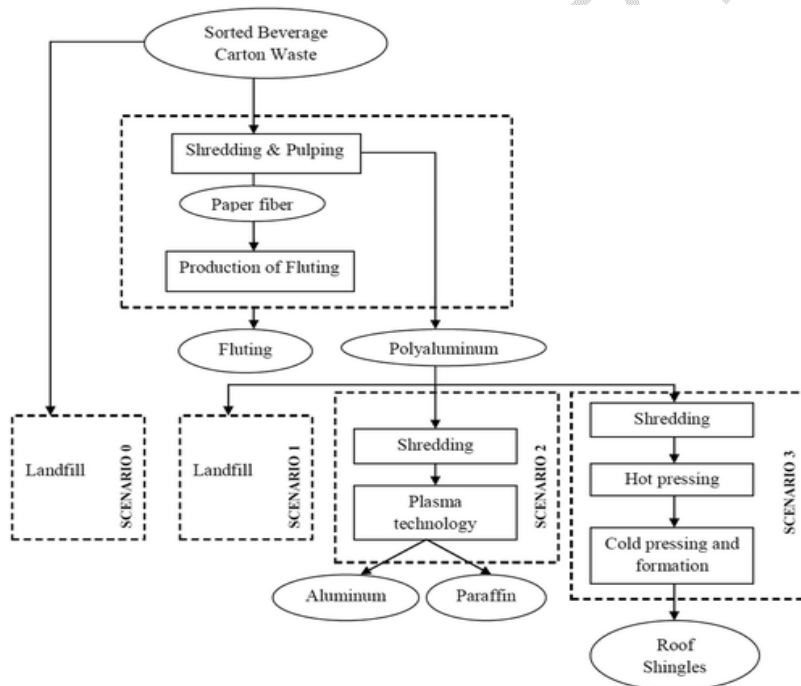 Sorted Beverage
Carton Waste
Shredding & Pulping
Paper fiber
Production of Fluting
Fluting
Polyaluminum
Landfill
SCENARIO 0
Landfill
SCENARIO 1
Shredding
Plasma
technology
SCENARIO 2
Aluminum
Paraffin
Shredding
Hot pressing
Cold pressing and
formation
SCENARIO 3
Roof
Shingles